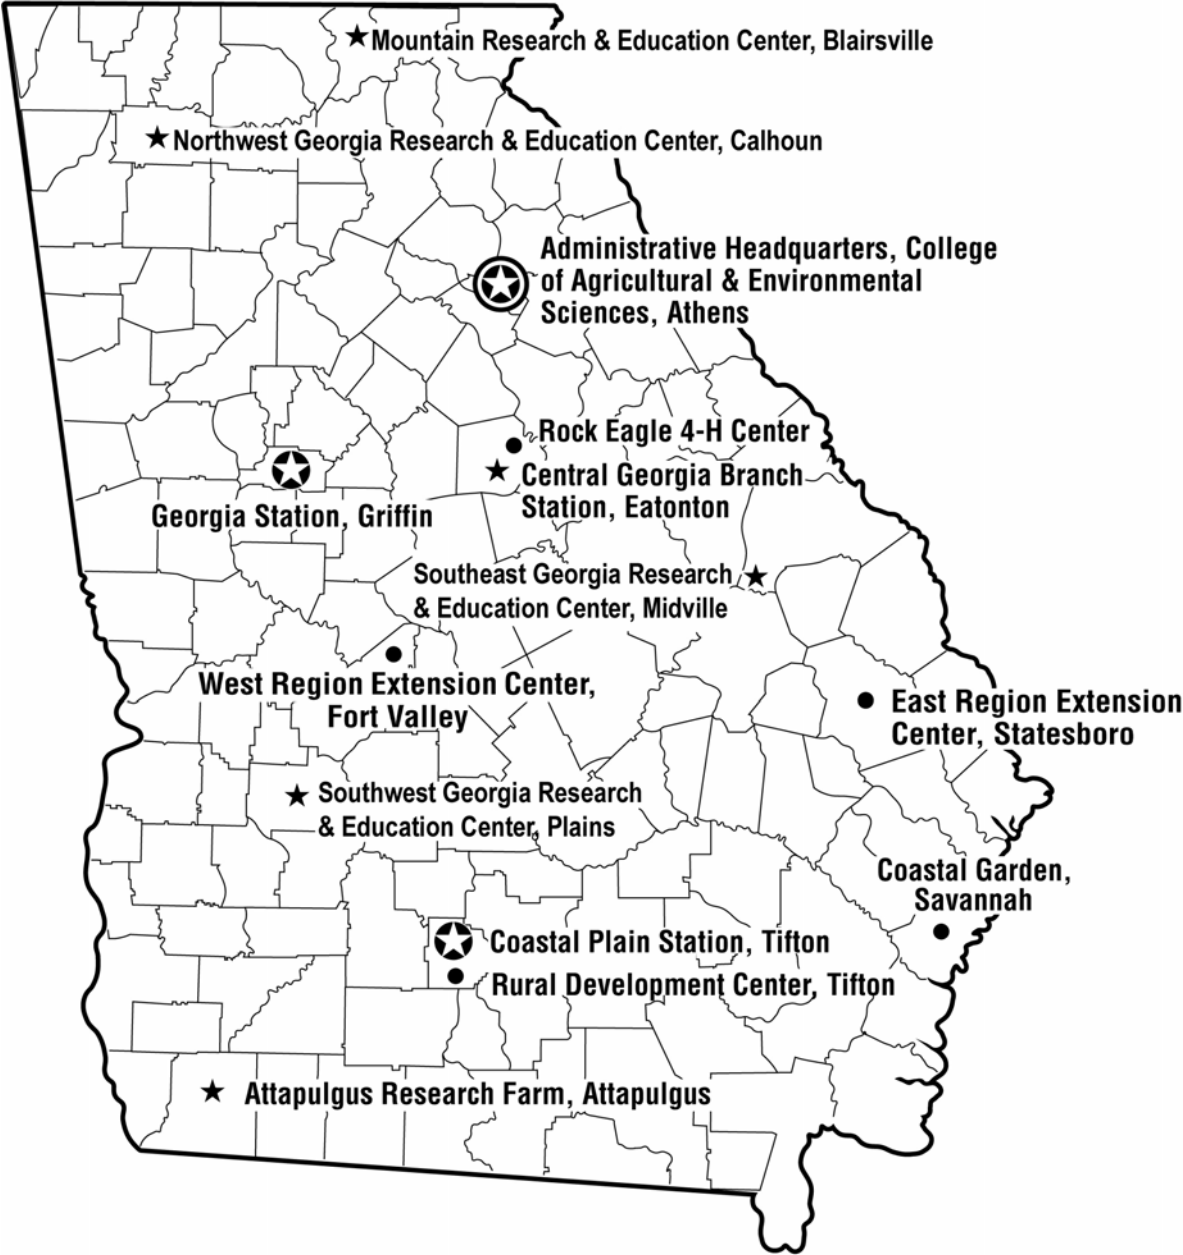 Mountain Research & Education Center, Blairsville
Northwest Georgia Research & Education Center, Calhoun
Administrative Headquarters, College
of Agricultural & Environmental
Sciences, Athens
Rock Eagle 4-H Center
Central Georgia Branch
Station, Eatonton
Georgia Station, Griffin
Southeast Georgia Research
& Education Center, Midville
West Region Extension Center,
Fort Valley
East Region Extension
Center, Statesboro
Southwest Georgia Research
& Education Center, Plains
Coastal Garden,
Savannah
Coastal Plain Station, Tifton
Rural Development Center, Tifton
Attapulgus Research Farm, Attapulgus